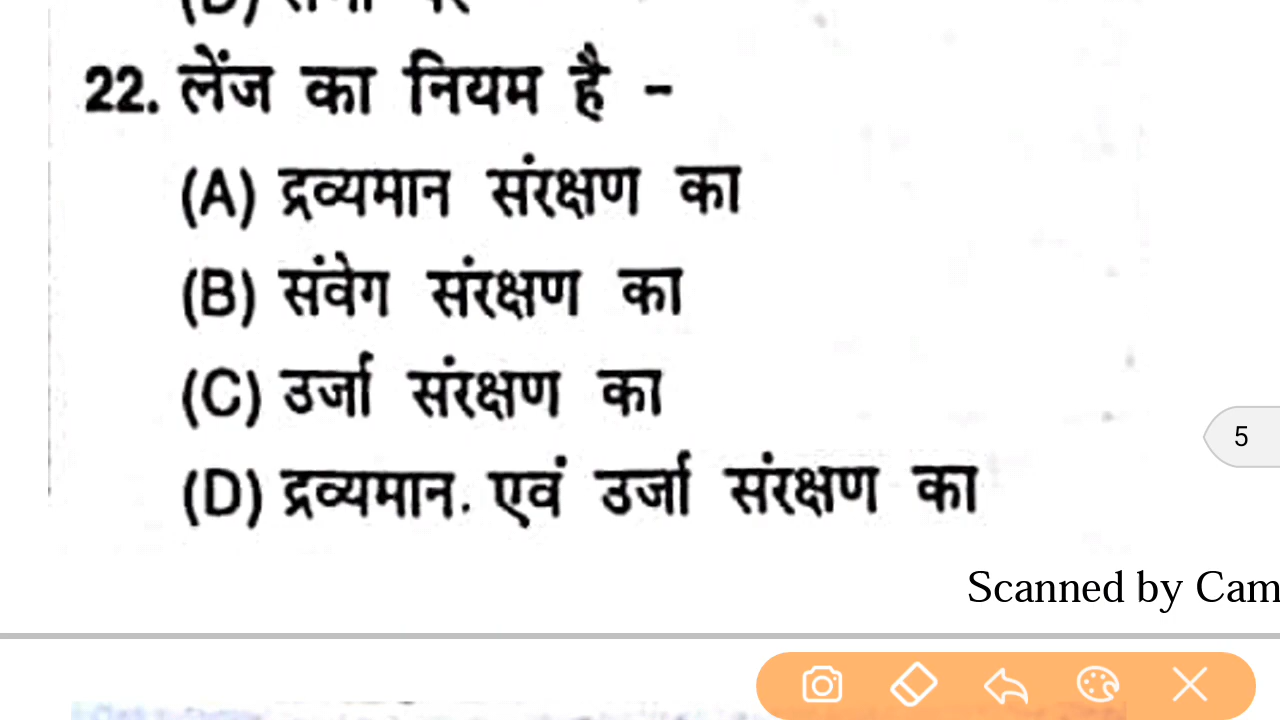 22. लेंज का नियम है -
(A) द्रव्यमान संरक्षण का
(B) संवेग संरक्षण का
(C) उर्जा संरक्षण का
5
(D) द्रव्यमान. एवं उर्जा संरक्षण का
Scanned by Cam